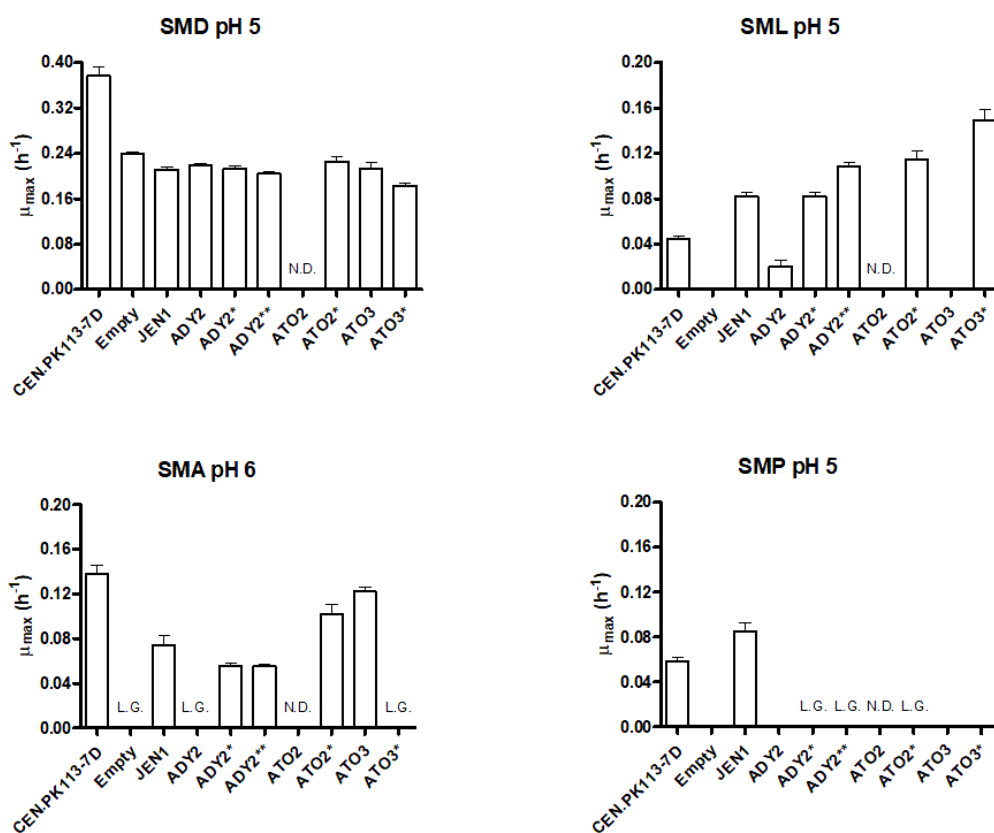 SMD pH 5
μmax (h-1)
0.40
0.32
0.24
0.16
0.08
0.00
N.D.
CEN.PK113-7D
Empty
JEN1
ADY2
ADY2*
ADY2**
ATO2
ATO2*
ATO3
ATO3*
SML pH 5
μmax (h-1)
0.20
0.16
0.12
0.08
0.04
0.00
N.D.
CEN.PK113-7D
Empty
JEN1
ADY2
ADY2*
ADY2**
ATO2
ATO2*
ATO3
ATO3*
SMA pH 6
μmax (h-1)
0.20
0.16
0.12
0.08
0.04
0.00
L.G.
L.G.
N.D.
L.G.
CEN.PK113-7D
Empty
JEN1
ADY2
ADY2*
ADY2**
ATO2
ATO2*
ATO3
ATO3*
SMP pH 5
μmax (h-1)
0.20
0.16
0.12
0.08
0.04
0.00
L.G. L.G. N.D. L.G.
CEN.PK113-7D
Empty
JEN1
ADY2
ADY2*
ADY2**
ATO2
ATO2*
ATO3
ATO3*